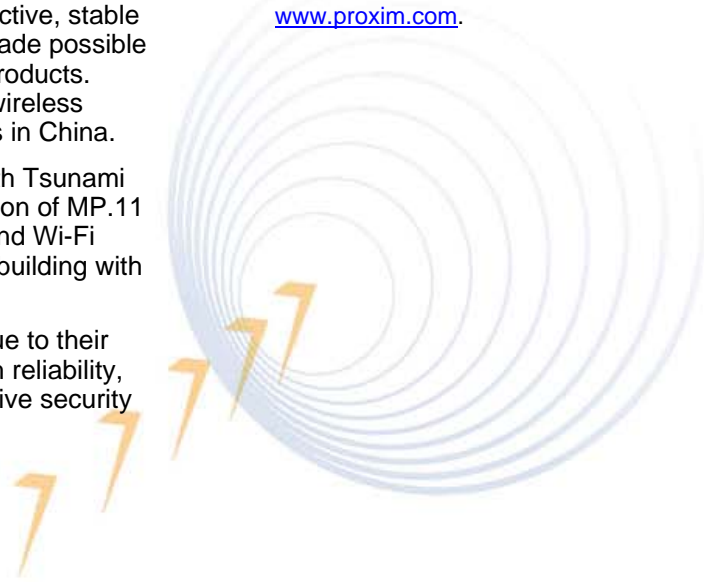 ctive, stable
ade possible
roducts.
wireless
s in China.
h Tsunami
on of MP.11
nd Wi-Fi
building with
ue to their
n reliability,
ive security
www.proxim.com.